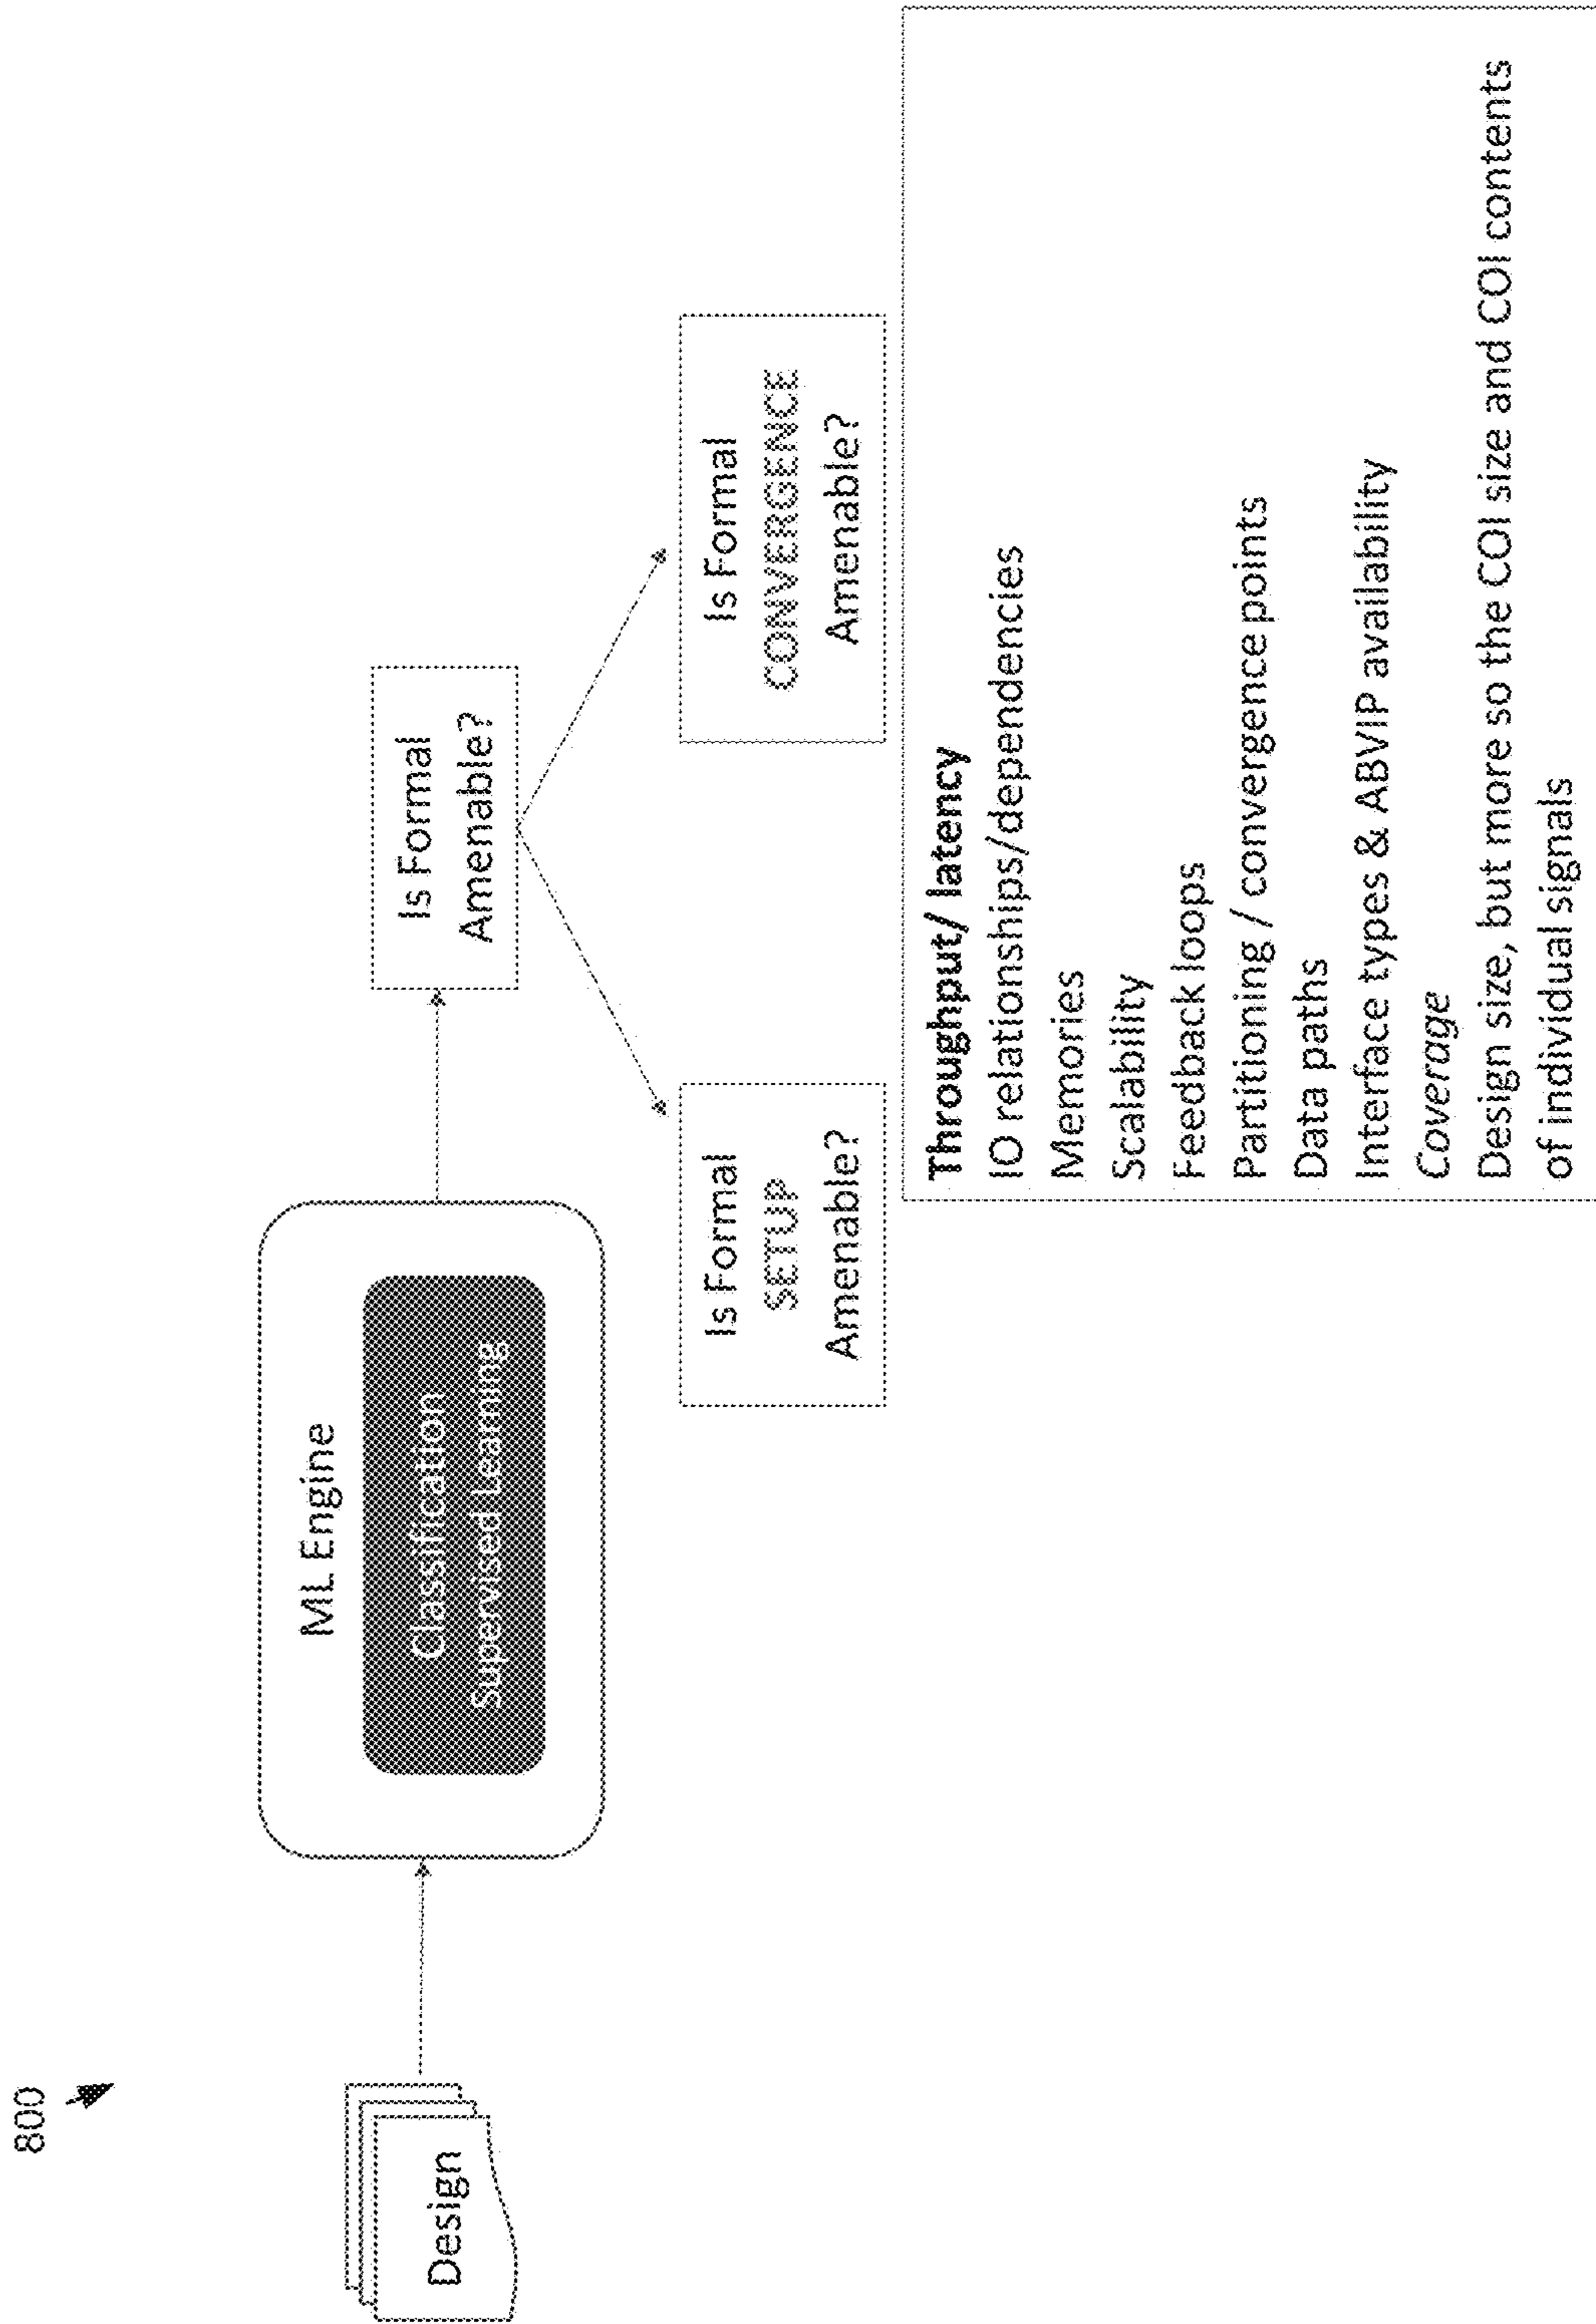 800
Design
ML Engine
Classification
Supervised Learning
Is Formal
Amenable?
Is Formal
SETUP
Amenable?
Is Formal
CONVERGENCE
Amenable?
Throughput/ latency
IO relationships/dependencies
Memories
Scalability
Feedback loops
Partitioning / convergence points
Data paths
Interface types & ABVIP availability
Coverage
Design size, but more so the COI size and COI contents
of individual signals